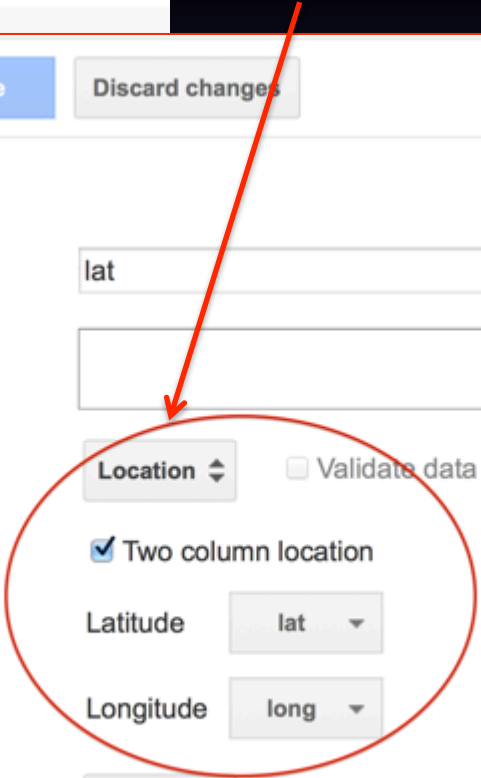 e Discard changes
lat
Location Validate data
Two column location
Latitude lat
Longitude long